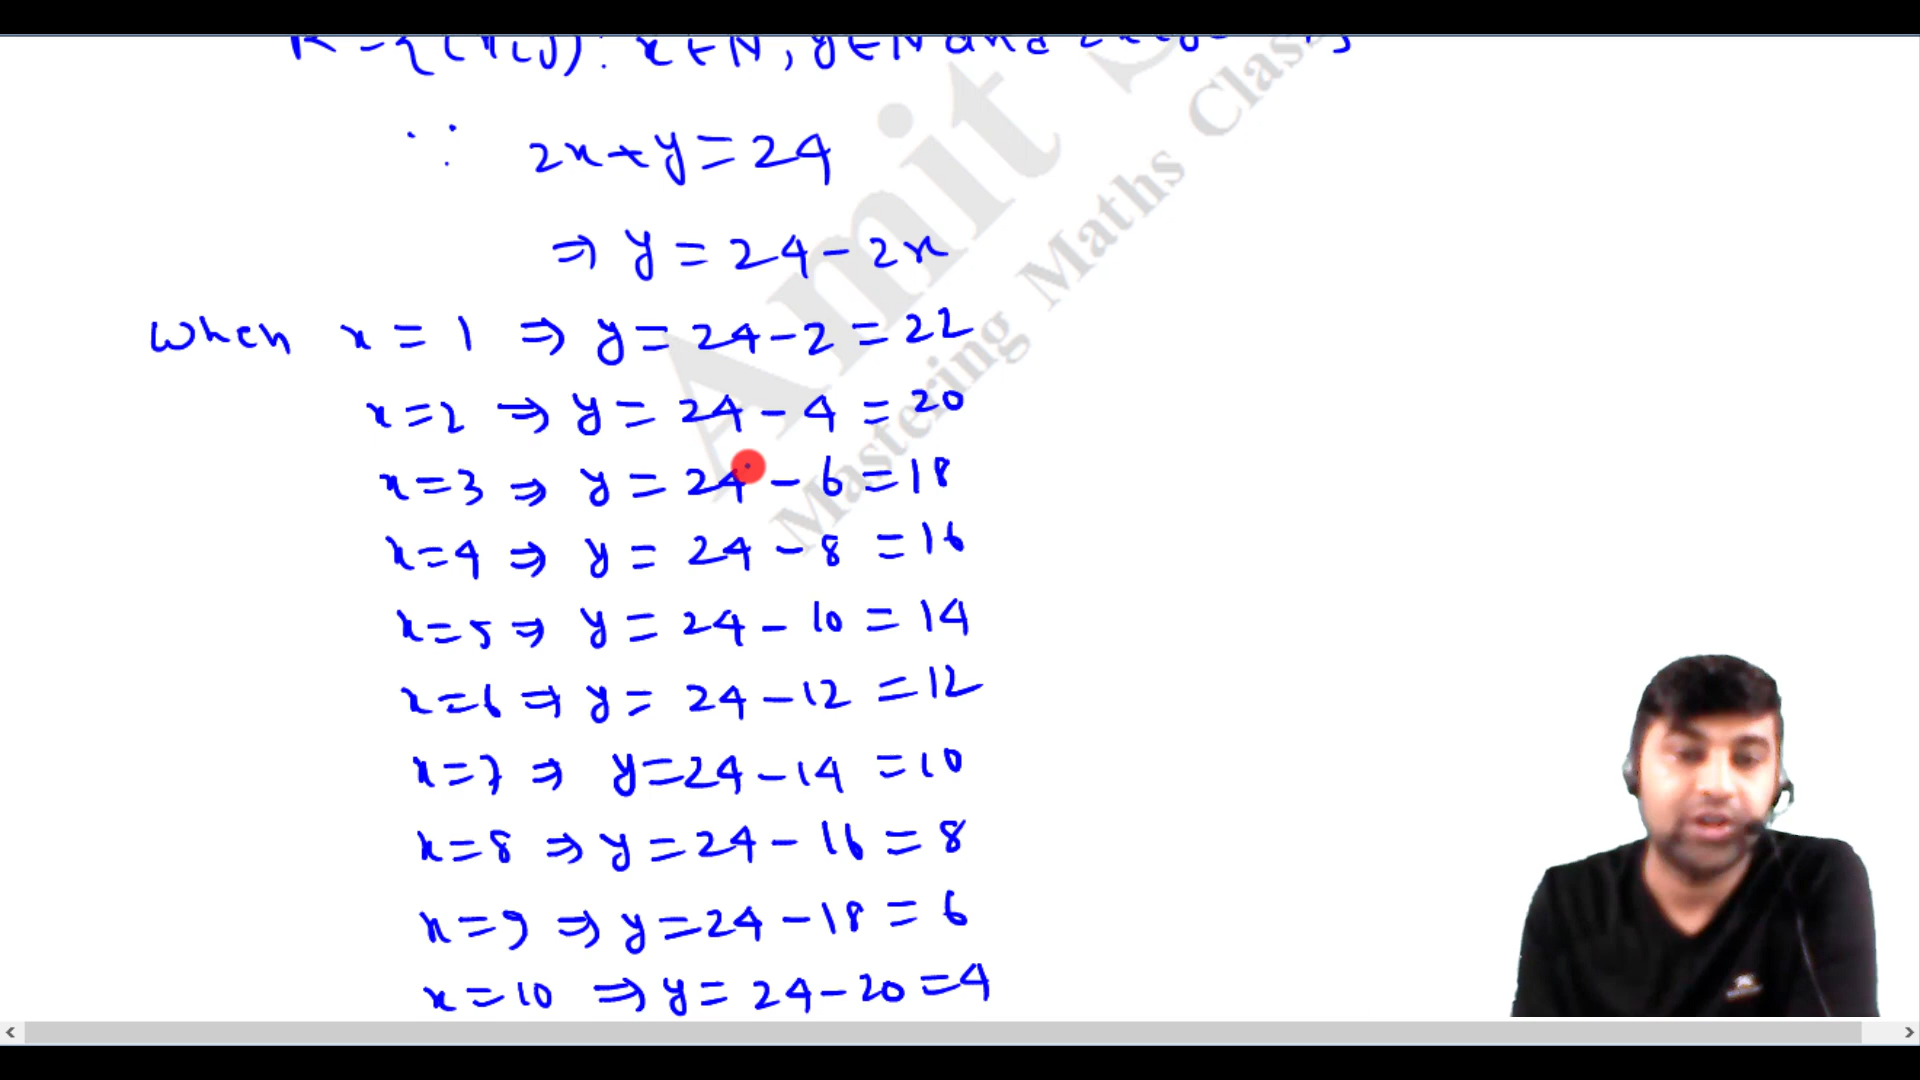 ∵ 2x+y=24
⇒ y = 24 - 2x
When x = 1 ⇒ y = 24 - 2 = 22
x=2 ⇒ y = 24 - 4 = 20
x=3 ⇒ y = 24 - 6 = 18
x=4 ⇒ y = 24 - 8 = 16
x=5 ⇒ y = 24 - 10 = 14
x=6 ⇒ y = 24 - 12 = 12
x=7 ⇒ y=24-14 = 10
x=8 ⇒ y = 24 - 16 = 8
x=9 ⇒ y=24-18 = 6
x=10 ⇒ y = 24-20=4
Amit
Mastering Maths Class